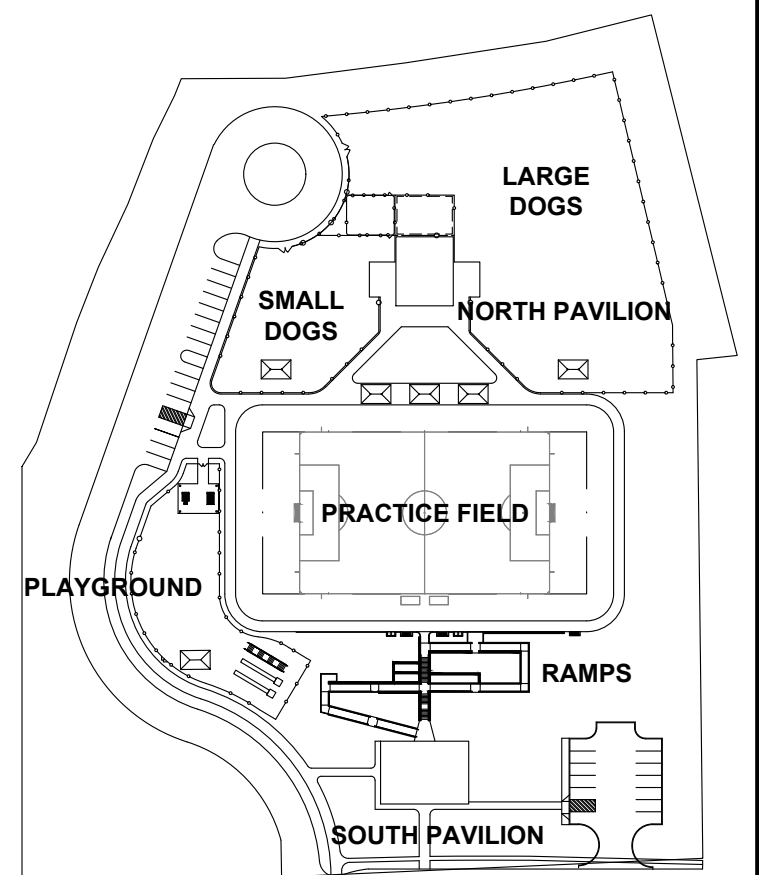 LARGE
DOGS
SMALL
DOGS
NORTH PAVILION
PRACTICE FIELD
PLAYGROUND
RAMPS
SOUTH PAVILION